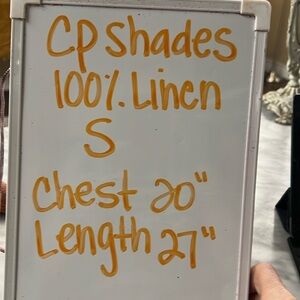 CP Shades
100% Linen
S
Chest 20"
Length 27"